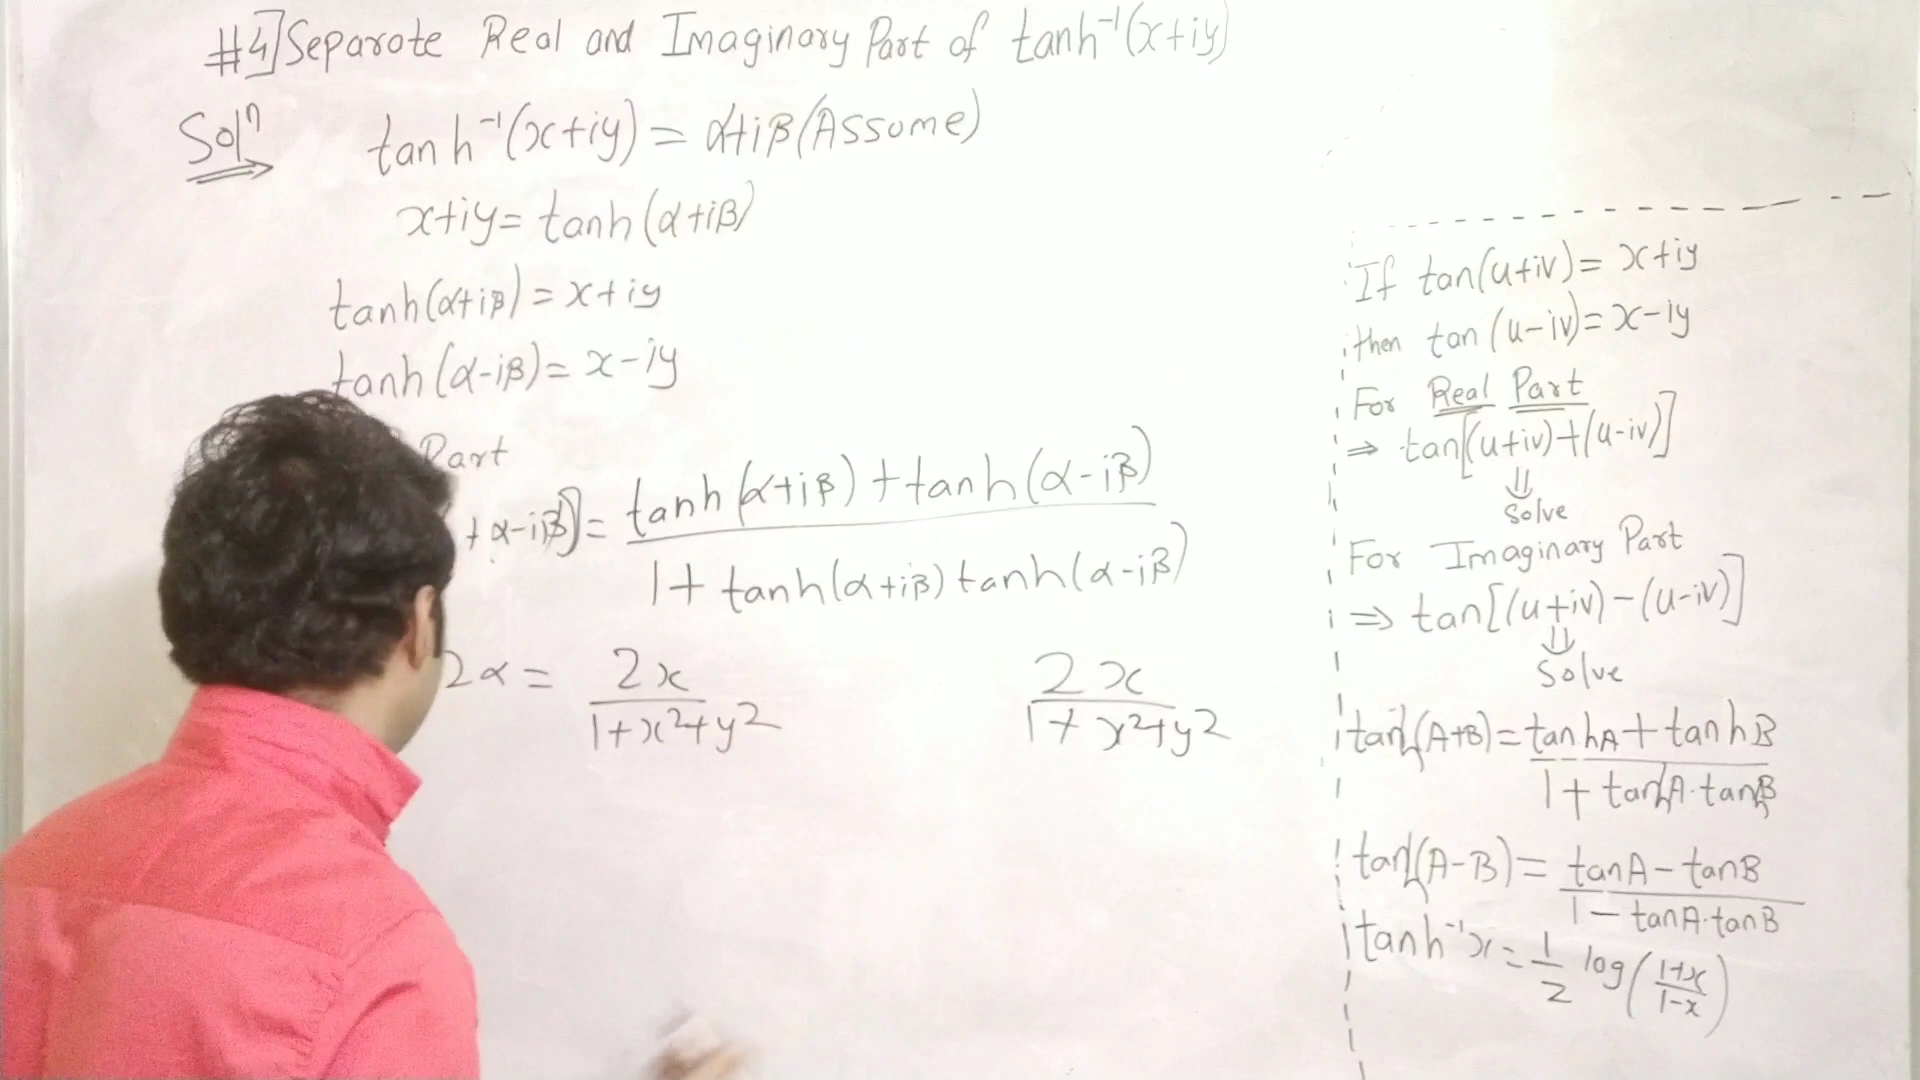 #4] Separate Real and Imaginary Part of tanh⁻¹(x+iy)
Solⁿ tanh⁻¹(x+iy) = α+iβ (Assume)
x+iy = tanh(α+iβ)
tanh(α+iβ) = x+iy
tanh(α-iβ) = x-iy
Part
+ α-iβ)] = tanh(α+iβ) + tanh(α-iβ)
1 + tanh(α+iβ) tanh(α-iβ)
2α = 2x / 1+x²+y²
2x / 1+x²+y²
If tan(u+iv) = x+iy
then tan(u-iv) = x-iy
For Real Part
⇒ tan[(u+iv)+(u-iv)]
⇓
Solve
For Imaginary Part
⇒ tan[(u+iv)-(u-iv)]
⇓
Solve
tanh(A+B) = tanhA + tanhB
1 + tanhA·tanhB
tanh(A-B) = tanA - tanB
1 - tanA·tanB
tanh⁻¹x = 1/2 log(1+x/1-x)